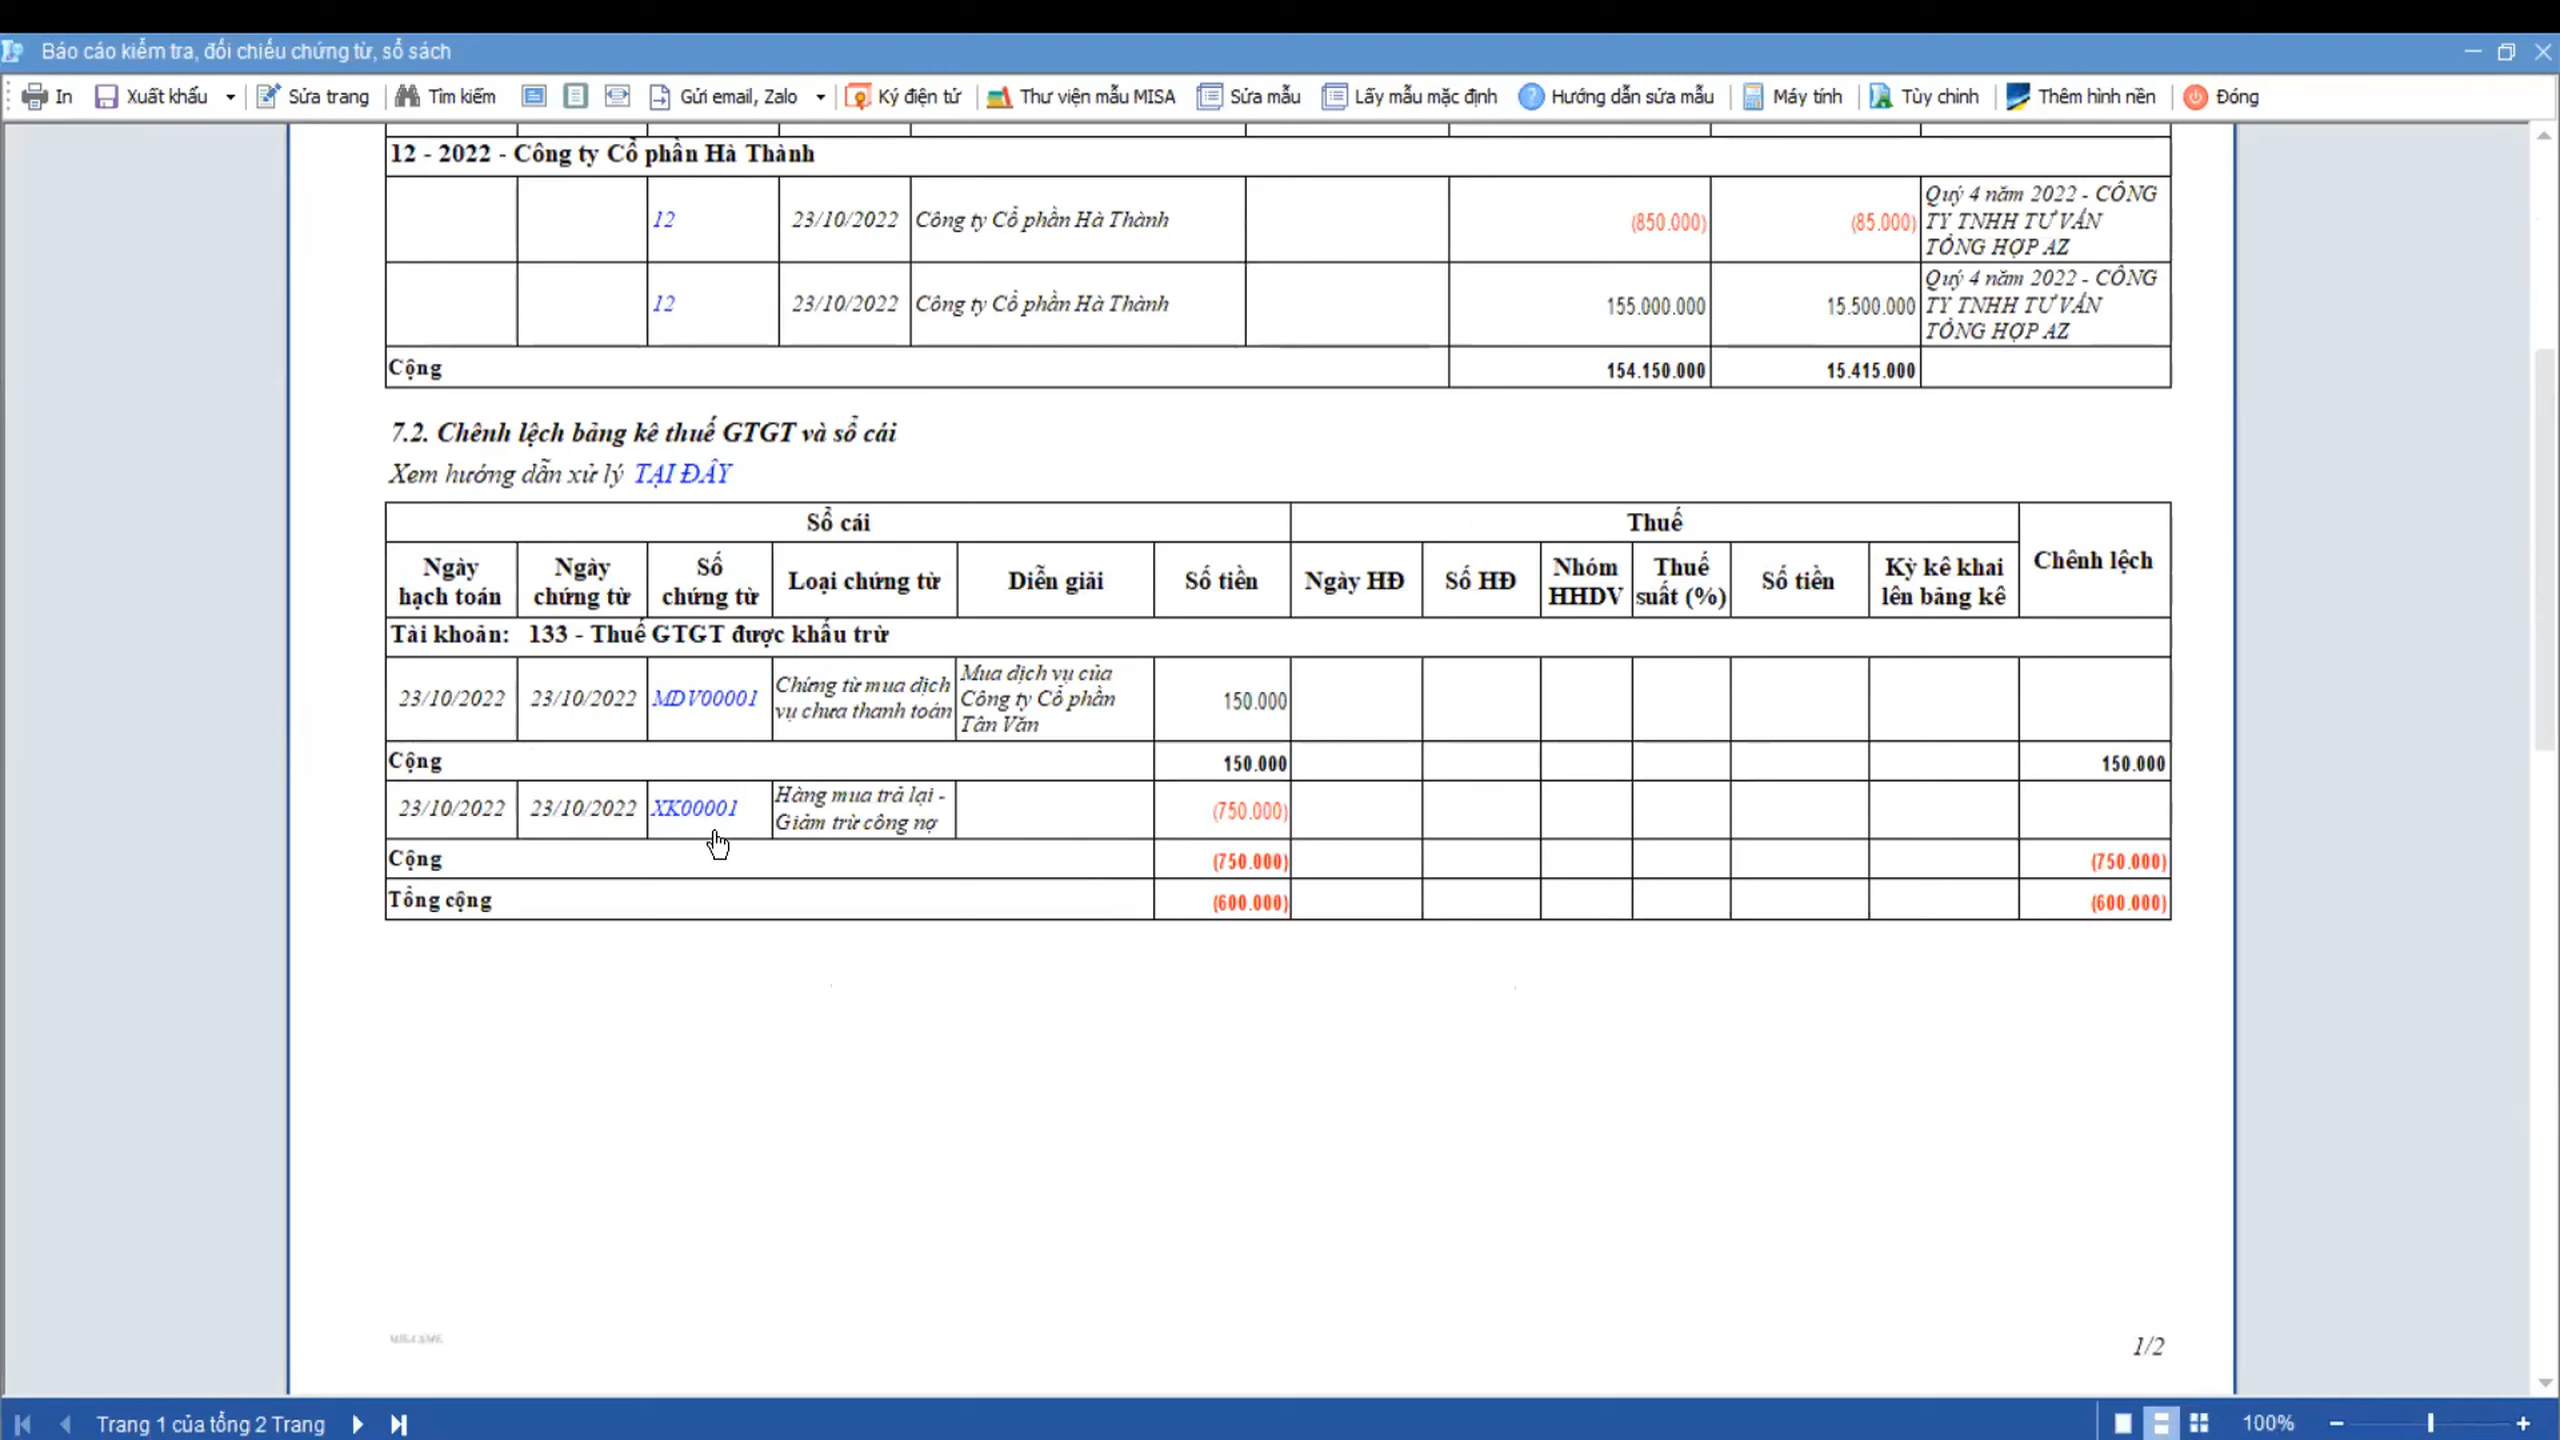 Báo cáo kiểm tra, đối chiếu chứng từ, sổ sách
In Xuất khẩu Sửa trang Tìm kiếm Gửi email, Zalo Ký điện tử Thư viện mẫu MISA Sửa mẫu Lấy mẫu mặc định Hướng dẫn sửa mẫu Máy tính Tùy chỉnh Thêm hình nền Đóng
12 - 2022 - Công ty Cổ phần Hà Thành
12 23/10/2022 Công ty Cổ phần Hà Thành (850.000) (85.000) Quý 4 năm 2022 - CÔNG
TY TNHH TƯ VẤN
TỔNG HỢP AZ
12 23/10/2022 Công ty Cổ phần Hà Thành 155.000.000 15.500.000 Quý 4 năm 2022 - CÔNG
TY TNHH TƯ VẤN
TỔNG HỢP AZ
Cộng 154.150.000 15.415.000
7.2. Chênh lệch bảng kê thuế GTGT và sổ cái
Xem hướng dẫn xử lý TẠI ĐÂY
Sổ cái Thuế Chênh lệch
Ngày
hạch toán
Ngày
chứng từ
Số
chứng từ
Loại chứng từ
Diễn giải
Số tiền
Ngày HĐ
Số HĐ
Nhóm
HHDV
Thuế
suất (%)
Số tiền
Kỳ kê khai
lên bảng kê
Tài khoản: 133 - Thuế GTGT được khấu trừ
23/10/2022 23/10/2022 MDV00001
Chứng từ mua dịch
vụ chưa thanh toán
Mua dịch vụ của
Công ty Cổ phần
Tân Văn
150.000
Cộng 150.000 150.000
23/10/2022 23/10/2022 XK00001
Hàng mua trả lại -
Giảm trừ công nợ
(750.000)
Cộng (750.000) (750.000)
Tổng cộng (600.000) (600.000)
1/2
Trang 1 của tổng 2 Trang
100%